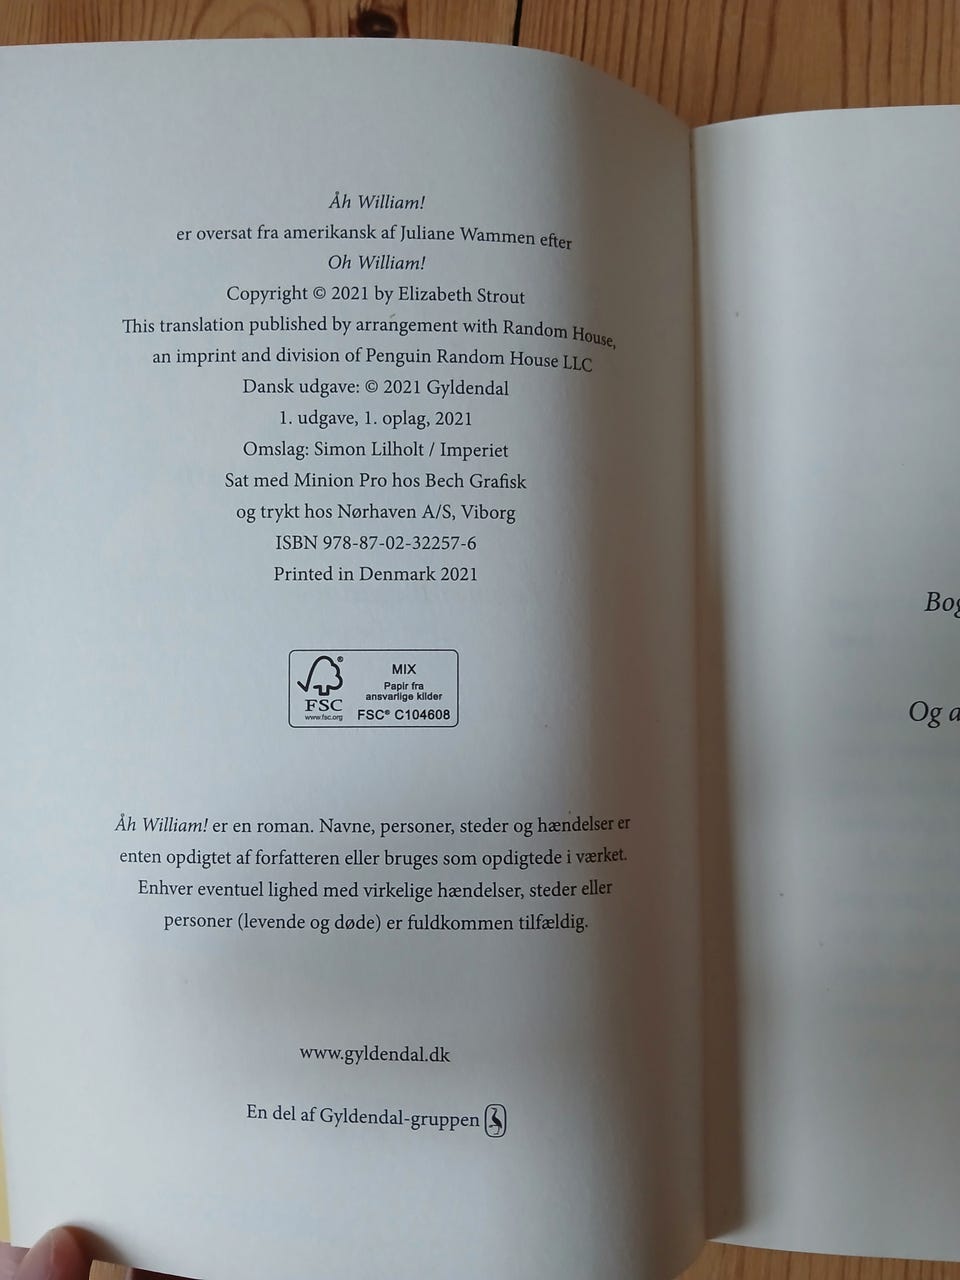 Åh William!
er oversat fra amerikansk af Juliane Wammen efter
Oh William!
Copyright © 2021 by Elizabeth Strout
This translation published by arrangement with Random House,
an imprint and division of Penguin Random House LLC
Dansk udgave: © 2021 Gyldendal
1. udgave, 1. oplag, 2021
Omslag: Simon Lilholt / Imperiet
Sat med Minion Pro hos Bech Grafisk
og trykt hos Nørhaven A/S, Viborg
ISBN 978-87-02-32257-6
Printed in Denmark 2021
FSC®
www.fsc.org
MIX
Papir fra
ansvarlige kilder
FSC® C104608
Åh William! er en roman. Navne, personer, steder og hændelser er
enten opdigtet af forfatteren eller bruges som opdigtede i værket.
Enhver eventuel lighed med virkelige hændelser, steder eller
personer (levende og døde) er fuldkommen tilfældig.
www.gyldendal.dk
En del af Gyldendal-gruppen
Og